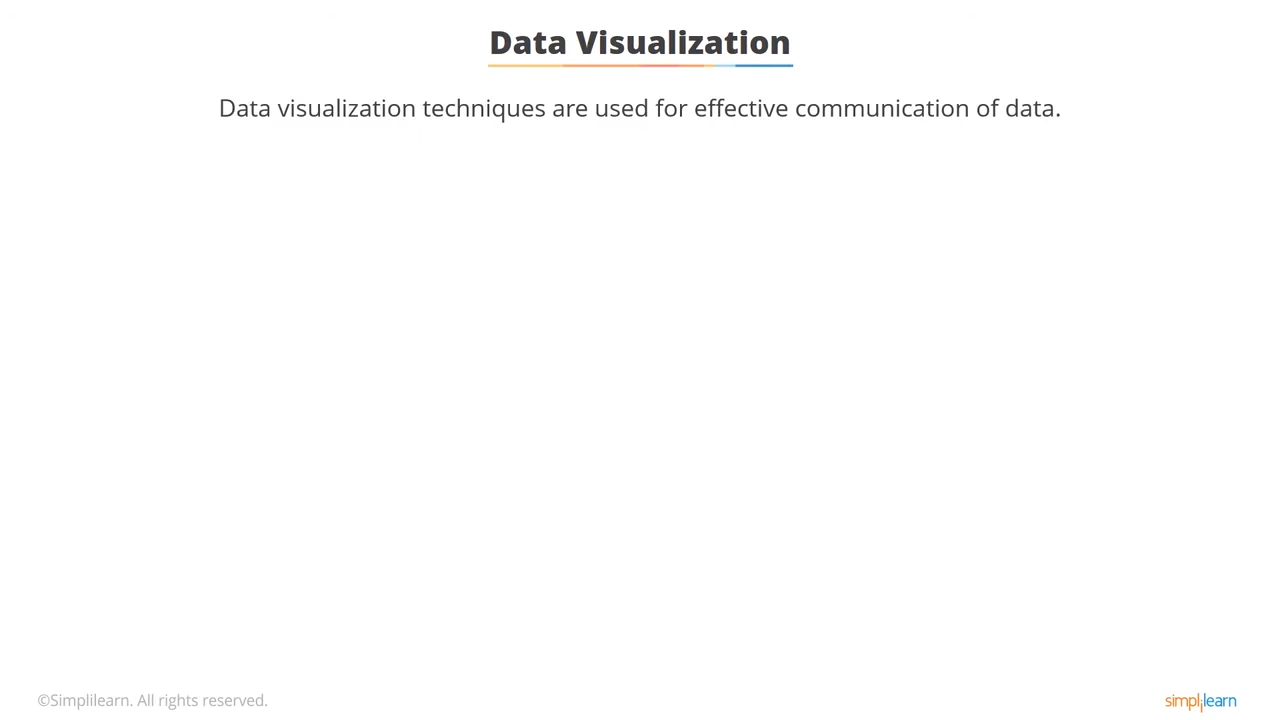 Data Visualization
Data visualization techniques are used for effective communication of data.
©Simplilearn. All rights reserved.
simplilearn